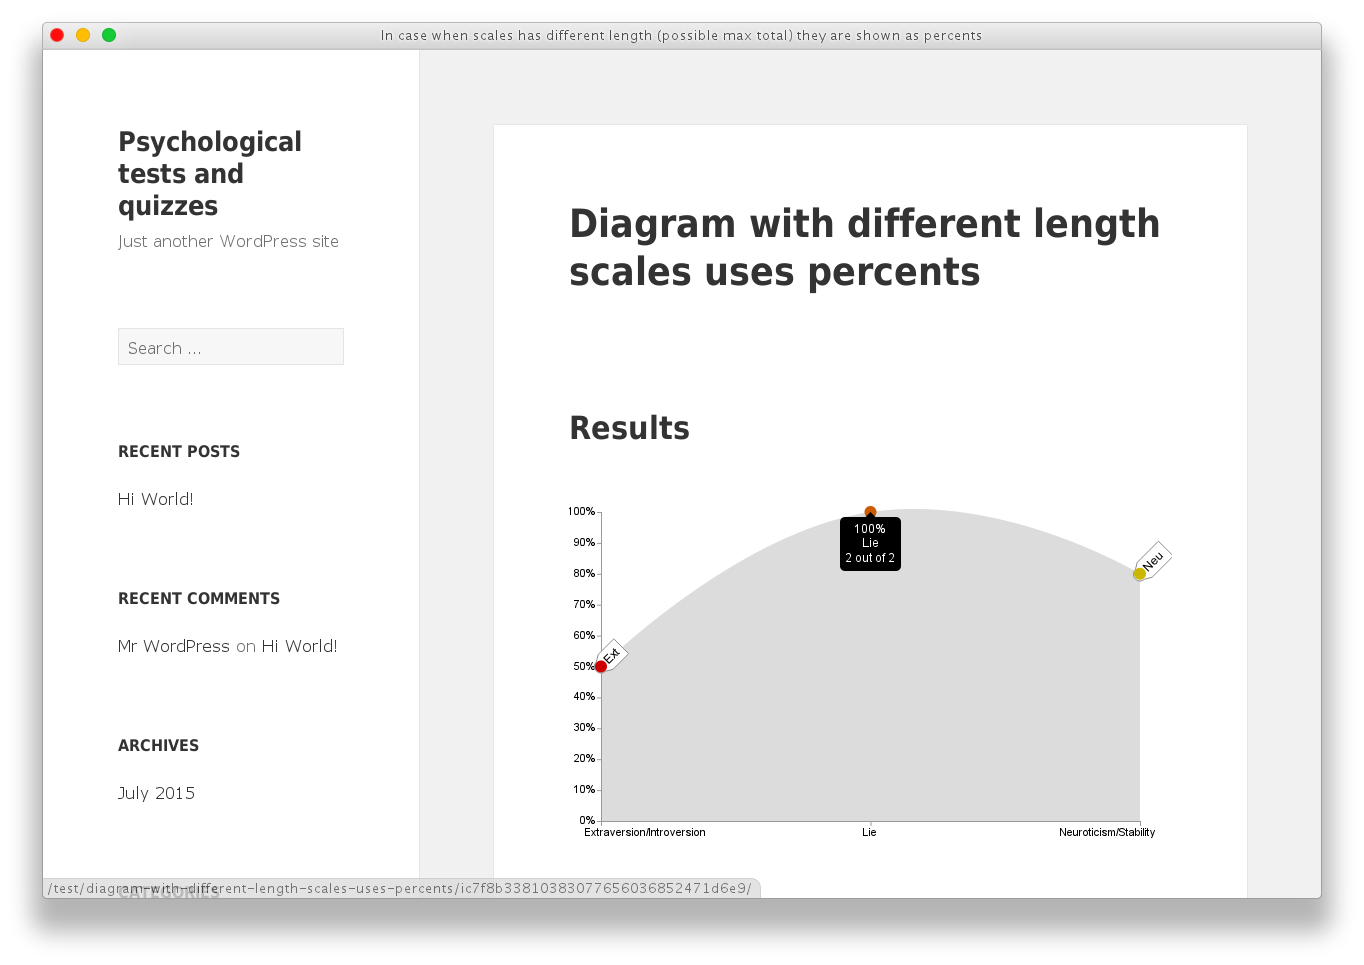 In case when scales has different length (possible max total) they are shown as percents
Psychological
tests and
quizzes
Just another WordPress site
Search ...
RECENT POSTS
Hi World!
RECENT COMMENTS
Mr WordPress on Hi World!
ARCHIVES
July 2015
CATEGORIES
Diagram with different length
scales uses percents
Results
100%
90%
80%
70%
60%
50%
40%
30%
20%
10%
0%
Ext
100%
Lie
2 out of 2
Neu
Extraversion/Introversion
Lie
Neuroticism/Stability
/test/diagram-with-different-length-scales-uses-percents/ic7f8b33810383077656036852471d6e9/